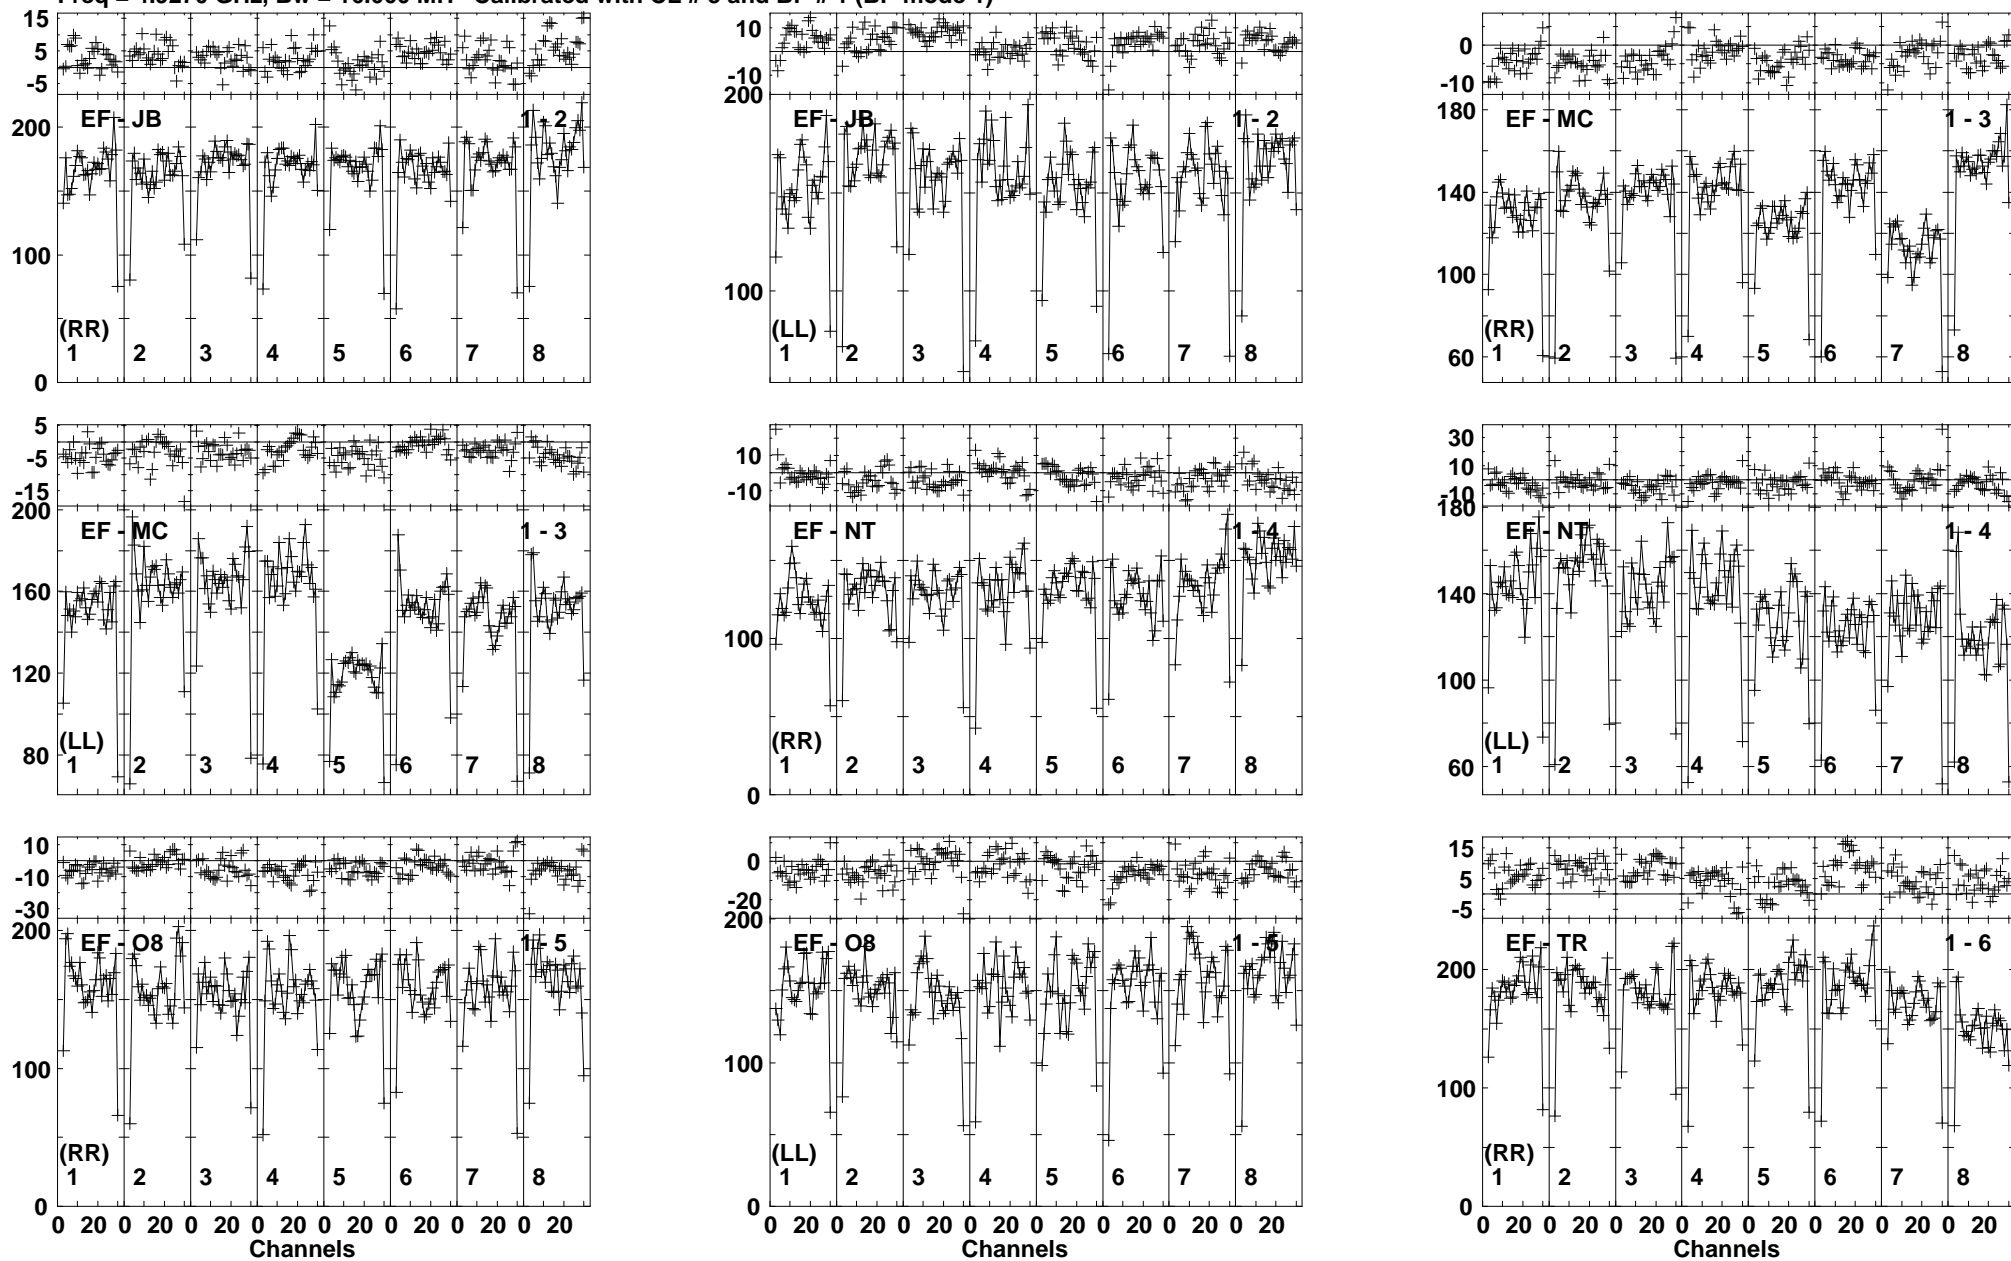 15 5 -5
EF - JB 1 - 2
200 100 0
(RR)
1 2 3 4 5 6 7 8
10 -10
EF - JB 1 - 2
200 100
(LL)
1 2 3 4 5 6 7 8
0 -10
EF - MC 1 - 3
180 140 100 60
(RR)
1 2 3 4 5 6 7 8
5 -5 -15
EF - MC 1 - 3
200 160 120 80
(LL)
1 2 3 4 5 6 7 8
10 -10
EF - NT 1 - 4
100 0
(RR)
1 2 3 4 5 6 7 8
30 10 -10
EF - NT 1 - 4
180 140 100 60
(LL)
1 2 3 4 5 6 7 8
10 -10 -30
EF - O8 1 - 5
200 100 0
(RR)
1 2 3 4 5 6 7 8
0 20 0 20 0 20 0 20 0 20 0 20 0 20 0 20
Channels
0 -20
EF - O8 1 - 5
200 100 0
(LL)
1 2 3 4 5 6 7 8
0 20 0 20 0 20 0 20 0 20 0 20 0 20 0 20
Channels
15 5 -5
EF - TR 1 - 6
200 100 0
(RR)
1 2 3 4 5 6 7 8
0 20 0 20 0 20 0 20 0 20 0 20 0 20 0 20
Channels